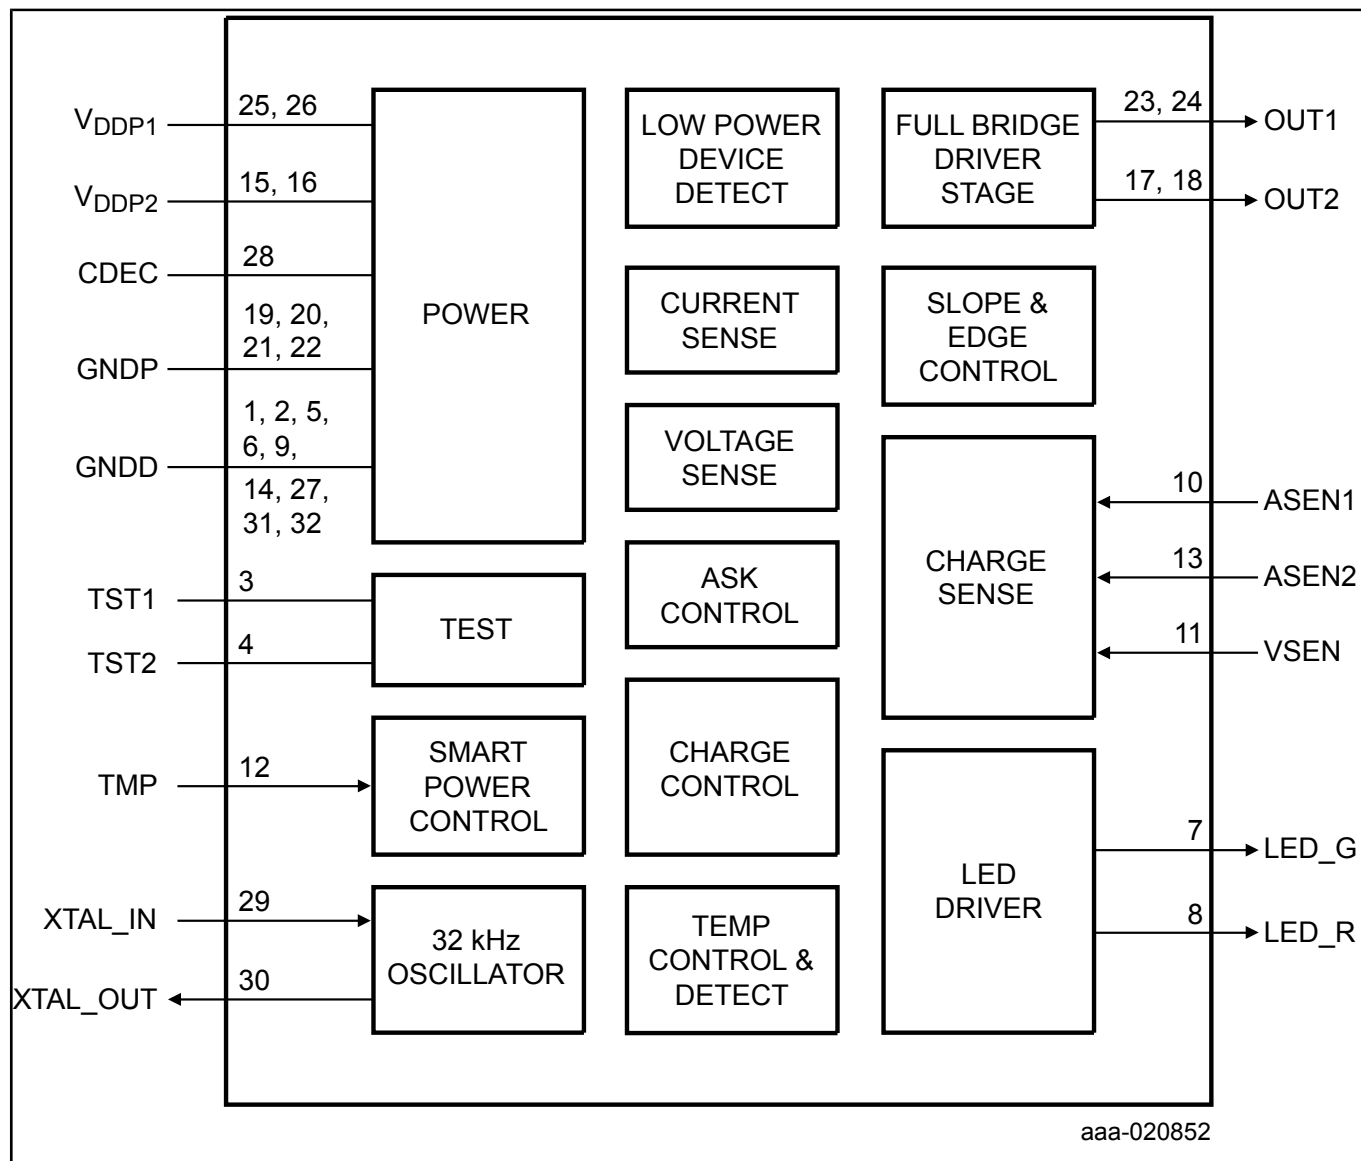 VDDP1
25, 26
VDDP2
15, 16
CDEC
28
GNDP
19, 20,
21, 22
GNDD
1, 2, 5,
6, 9,
14, 27,
31, 32
POWER
TST1
3
TST2
4
TEST
TMP
12
SMART
POWER
CONTROL
XTAL_IN
29
XTAL_OUT
30
32 kHz
OSCILLATOR
LOW POWER
DEVICE
DETECT
CURRENT
SENSE
VOLTAGE
SENSE
ASK
CONTROL
CHARGE
CONTROL
TEMP
CONTROL &
DETECT
FULL BRIDGE
DRIVER
STAGE
23, 24
OUT1
17, 18
OUT2
SLOPE &
EDGE
CONTROL
CHARGE
SENSE
10
ASEN1
13
ASEN2
11
VSEN
LED
DRIVER
7
LED_G
8
LED_R
aaa-020852